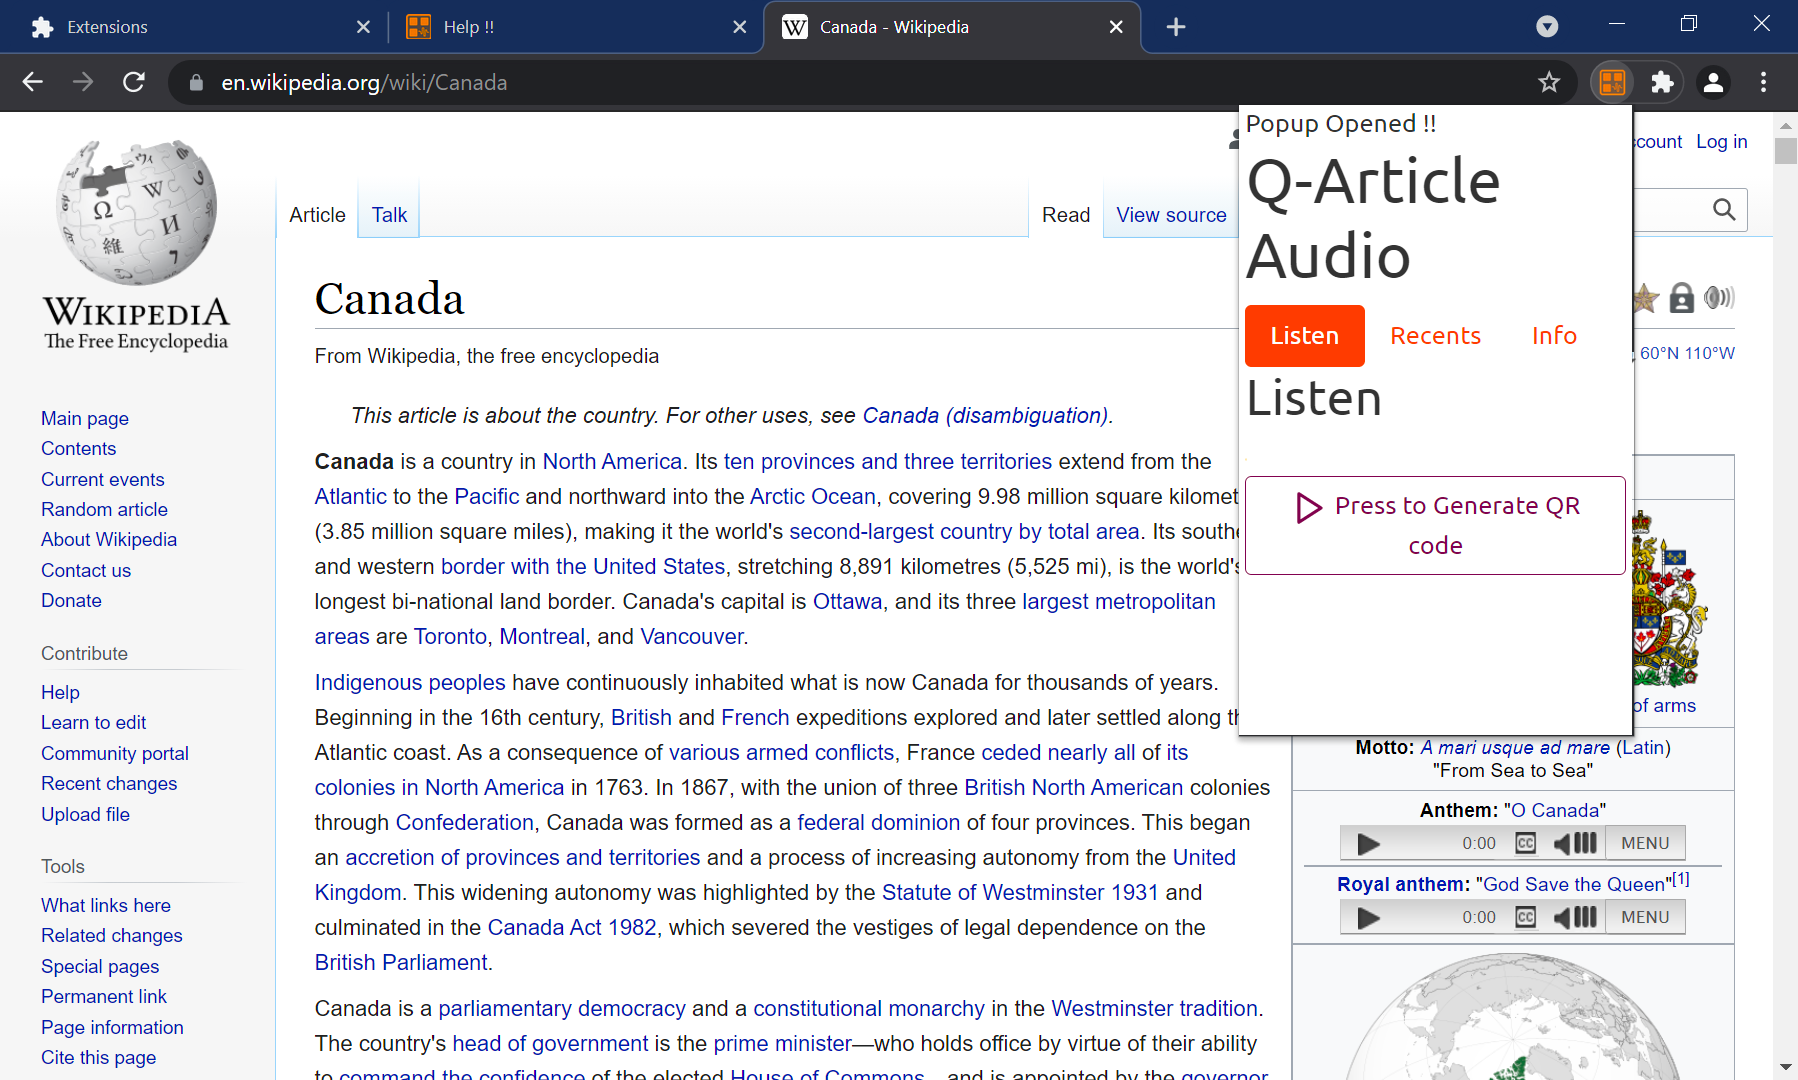 Extensions
Help !!
Canada - Wikipedia
en.wikipedia.org/wiki/Canada
Popup Opened !!
Q-Article
Audio
Listen Recents Info
Listen
Press to Generate QR
code
Log in
WIKIPEDIA
The Free Encyclopedia
Article Talk
Read View source
Canada
60°N 110°W
From Wikipedia, the free encyclopedia
This article is about the country. For other uses, see Canada (disambiguation).
Canada is a country in North America. Its ten provinces and three territories extend from the
Atlantic to the Pacific and northward into the Arctic Ocean, covering 9.98 million square kilomet
(3.85 million square miles), making it the world's second-largest country by total area. Its southe
and western border with the United States, stretching 8,891 kilometres (5,525 mi), is the world's
longest bi-national land border. Canada's capital is Ottawa, and its three largest metropolitan
areas are Toronto, Montreal, and Vancouver.
Indigenous peoples have continuously inhabited what is now Canada for thousands of years.
Beginning in the 16th century, British and French expeditions explored and later settled along th
Atlantic coast. As a consequence of various armed conflicts, France ceded nearly all of its
colonies in North America in 1763. In 1867, with the union of three British North American colonies
through Confederation, Canada was formed as a federal dominion of four provinces. This began
an accretion of provinces and territories and a process of increasing autonomy from the United
Kingdom. This widening autonomy was highlighted by the Statute of Westminster 1931 and
culminated in the Canada Act 1982, which severed the vestiges of legal dependence on the
British Parliament.
Canada is a parliamentary democracy and a constitutional monarchy in the Westminster tradition.
The country's head of government is the prime minister—who holds office by virtue of their ability
to command the confidence of the elected House of Commons—and is appointed by the governor
Main page
Contents
Current events
Random article
About Wikipedia
Contact us
Donate
Contribute
Help
Learn to edit
Community portal
Recent changes
Upload file
Tools
What links here
Related changes
Special pages
Permanent link
Page information
Cite this page
of arms
Motto: A mari usque ad mare (Latin)
"From Sea to Sea"
Anthem: "O Canada"
0:00 CC MENU
Royal anthem: "God Save the Queen"[1]
0:00 CC MENU